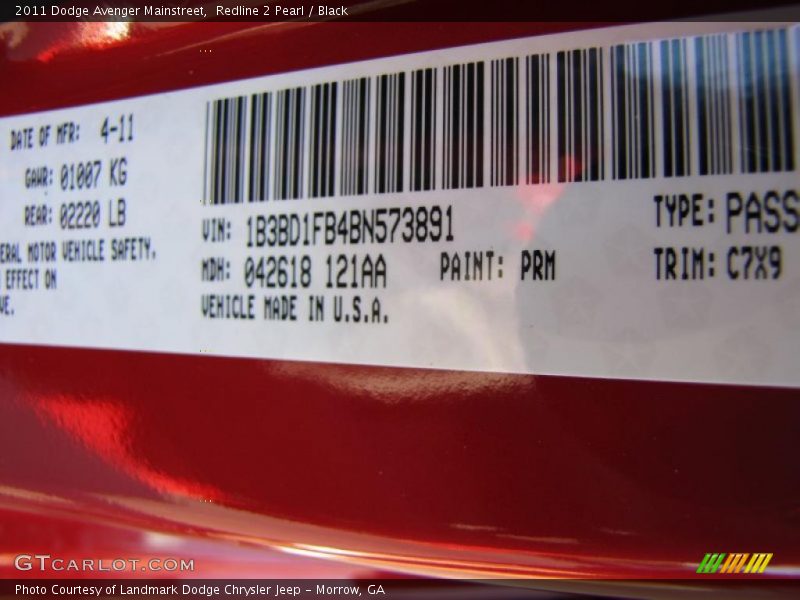 2011 Dodge Avenger Mainstreet,  Redline 2 Pearl / Black
DATE OF MFR: 4-11
GAWR: 01007 KG
REAR: 02220 LB
ERAL MOTOR VEHICLE SAFETY,
EFFECT ON
VE.
VIN: 1B3BD1FB4BN573891
MDH: 042618 121AA
PAINT: PRM
VEHICLE MADE IN U.S.A.
TYPE: PASS
TRIM: C7X9
GTCARLOT.COM
Photo Courtesy of Landmark Dodge Chrysler Jeep - Morrow, GA